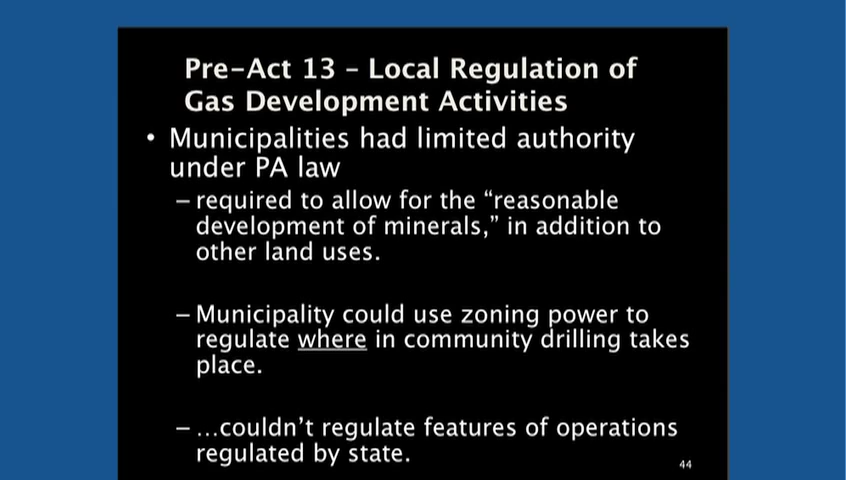 Pre-Act 13 – Local Regulation of
Gas Development Activities
• Municipalities had limited authority
under PA law
– required to allow for the “reasonable
development of minerals,” in addition to
other land uses.
– Municipality could use zoning power to
regulate where in community drilling takes
place.
– …couldn’t regulate features of operations
regulated by state.
44